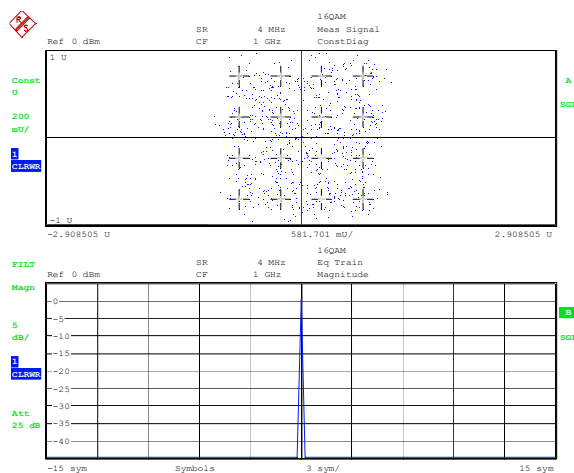 R S
16QAM
SR 4 MHz Meas Signal
Ref 0 dBm CF 1 GHz ConstDiag
1 U
Const
U
A
SGL
200
mU/
1
CLRWR
-1 U
-2.908505 U 581.701 mU/ 2.908505 U
16QAM
FILT
SR 4 MHz Eq Train
Ref 0 dBm CF 1 GHz Magnitude
Magn
0
B
-5
5
dB/
SGL
-10
-15
1
CLRWR
-20
-25
-30
Att
25 dB
-35
-40
-15 sym Symbols 3 sym/ 15 sym